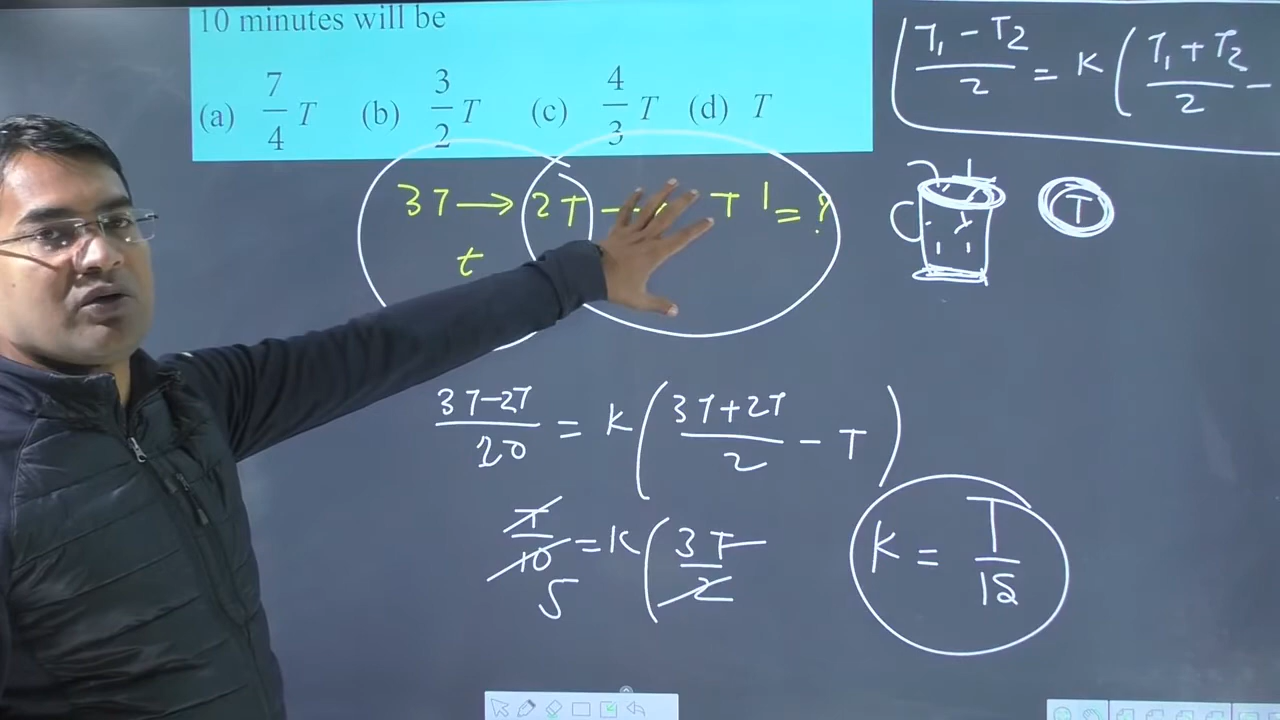 10 minutes will be
(a) 7/4 T (b) 3/2 T (c) 4/3 T (d) T
(T₁ - T₂)/2 = K ( (T₁ + T₂)/2 -
3T → 2T T' = ?
t
T
(3T-2T)/20 = K ( (3T+2T)/2 - T )
T/10 = K ( 3T/2
5
K = T/15